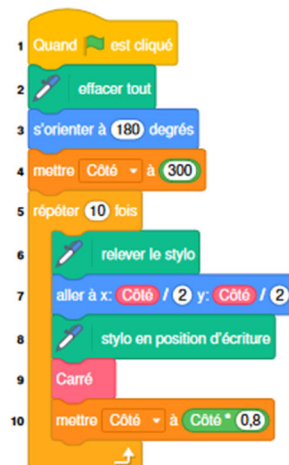 1 Quand est cliqué
2 effacer tout
3 s'orienter à 180 degrés
4 mettre Côté à 300
5 répéter 10 fois
6 relever le stylo
7 aller à x: Côté / 2 y: Côté / 2
8 stylo en position d'écriture
9 Carré
10 mettre Côté à Côté * 0,8